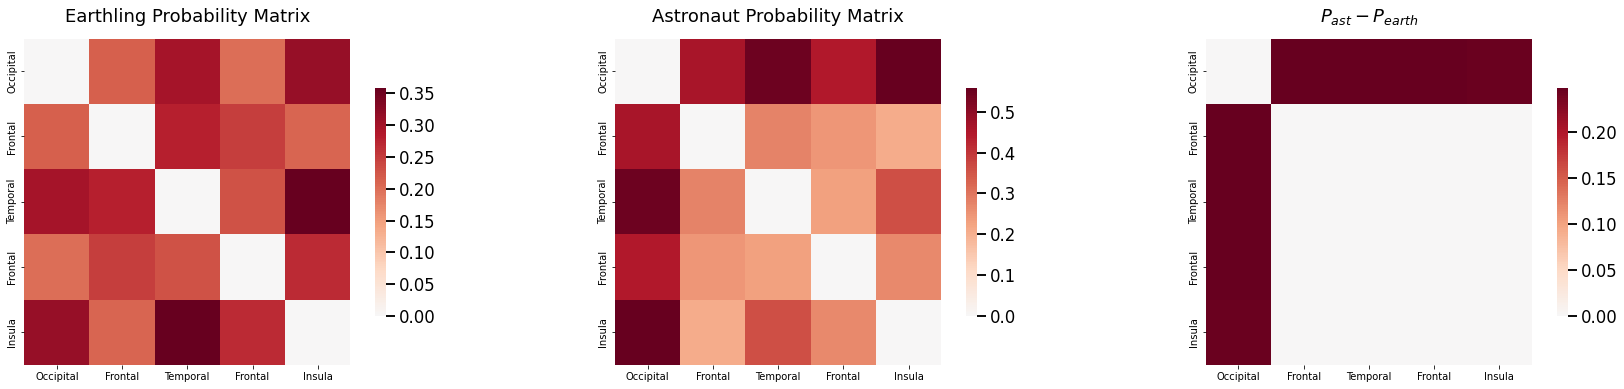 Earthling Probability Matrix
Occipital
Frontal
Temporal
Frontal
Insula
Occipital Frontal Temporal Frontal Insula
0.35
0.30
0.25
0.20
0.15
0.10
0.05
0.00
Astronaut Probability Matrix
Occipital
Frontal
Temporal
Frontal
Insula
Occipital Frontal Temporal Frontal Insula
0.5
0.4
0.3
0.2
0.1
0.0
P_ast − P_earth
Occipital
Frontal
Temporal
Frontal
Insula
Occipital Frontal Temporal Frontal Insula
0.20
0.15
0.10
0.05
0.00